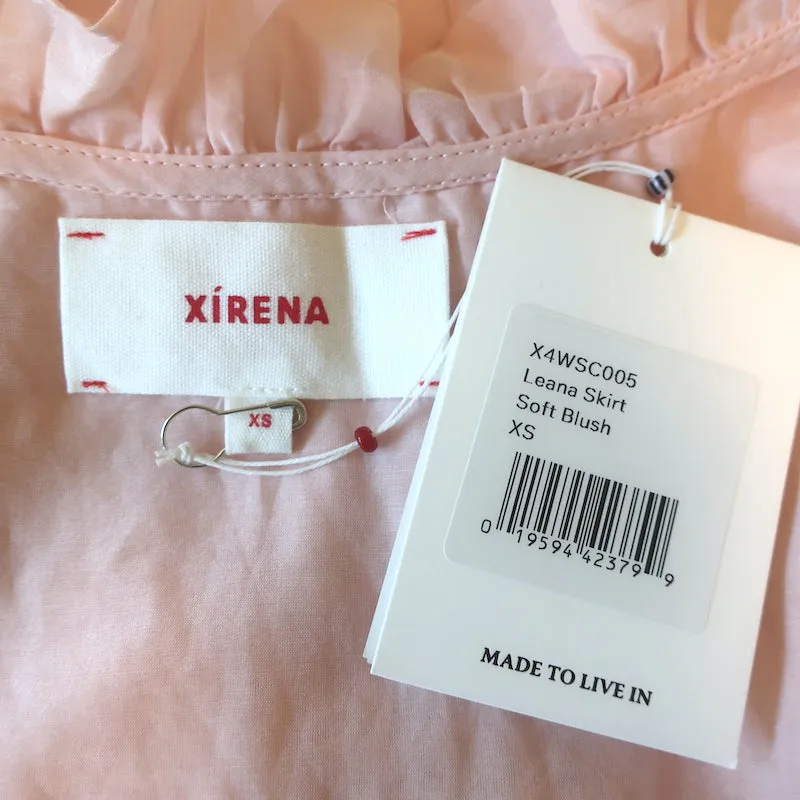 XÍRENA
XS
X4WSC005
Leana Skirt
Soft Blush
XS
0 19594 42379 9
MADE TO LIVE IN